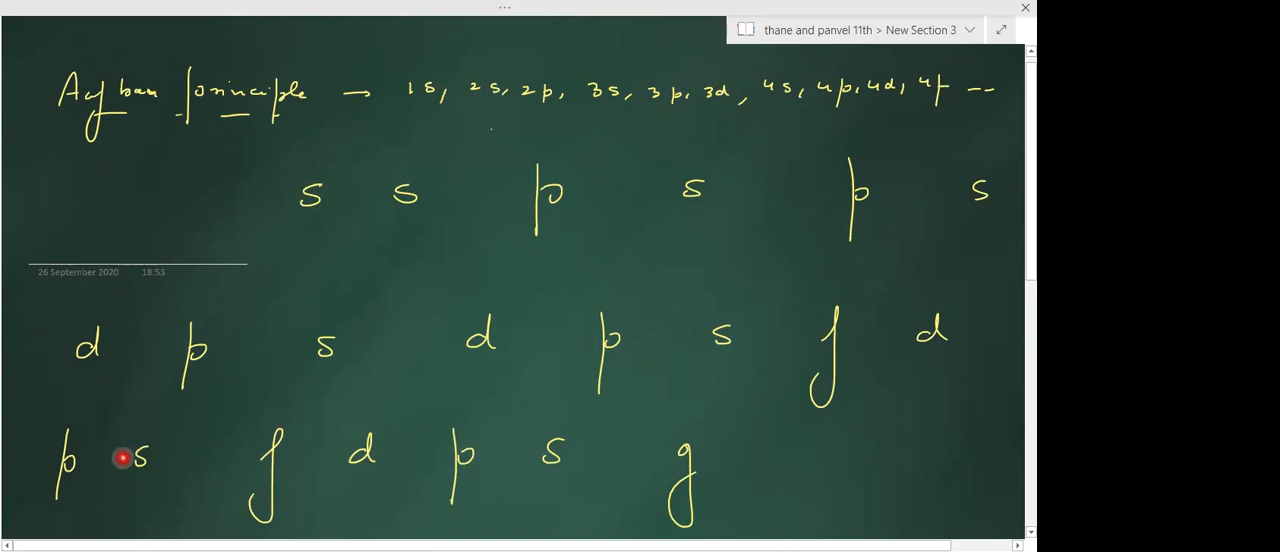 thane and panvel 11th > New Section 3
Aufbau principle → 1s, 2s, 2p, 3s, 3p, 3d, 4s, 4p, 4d, 4f --
s s p s p s
26 September 2020 18:53
d p s d p s f d
p s f d p s g